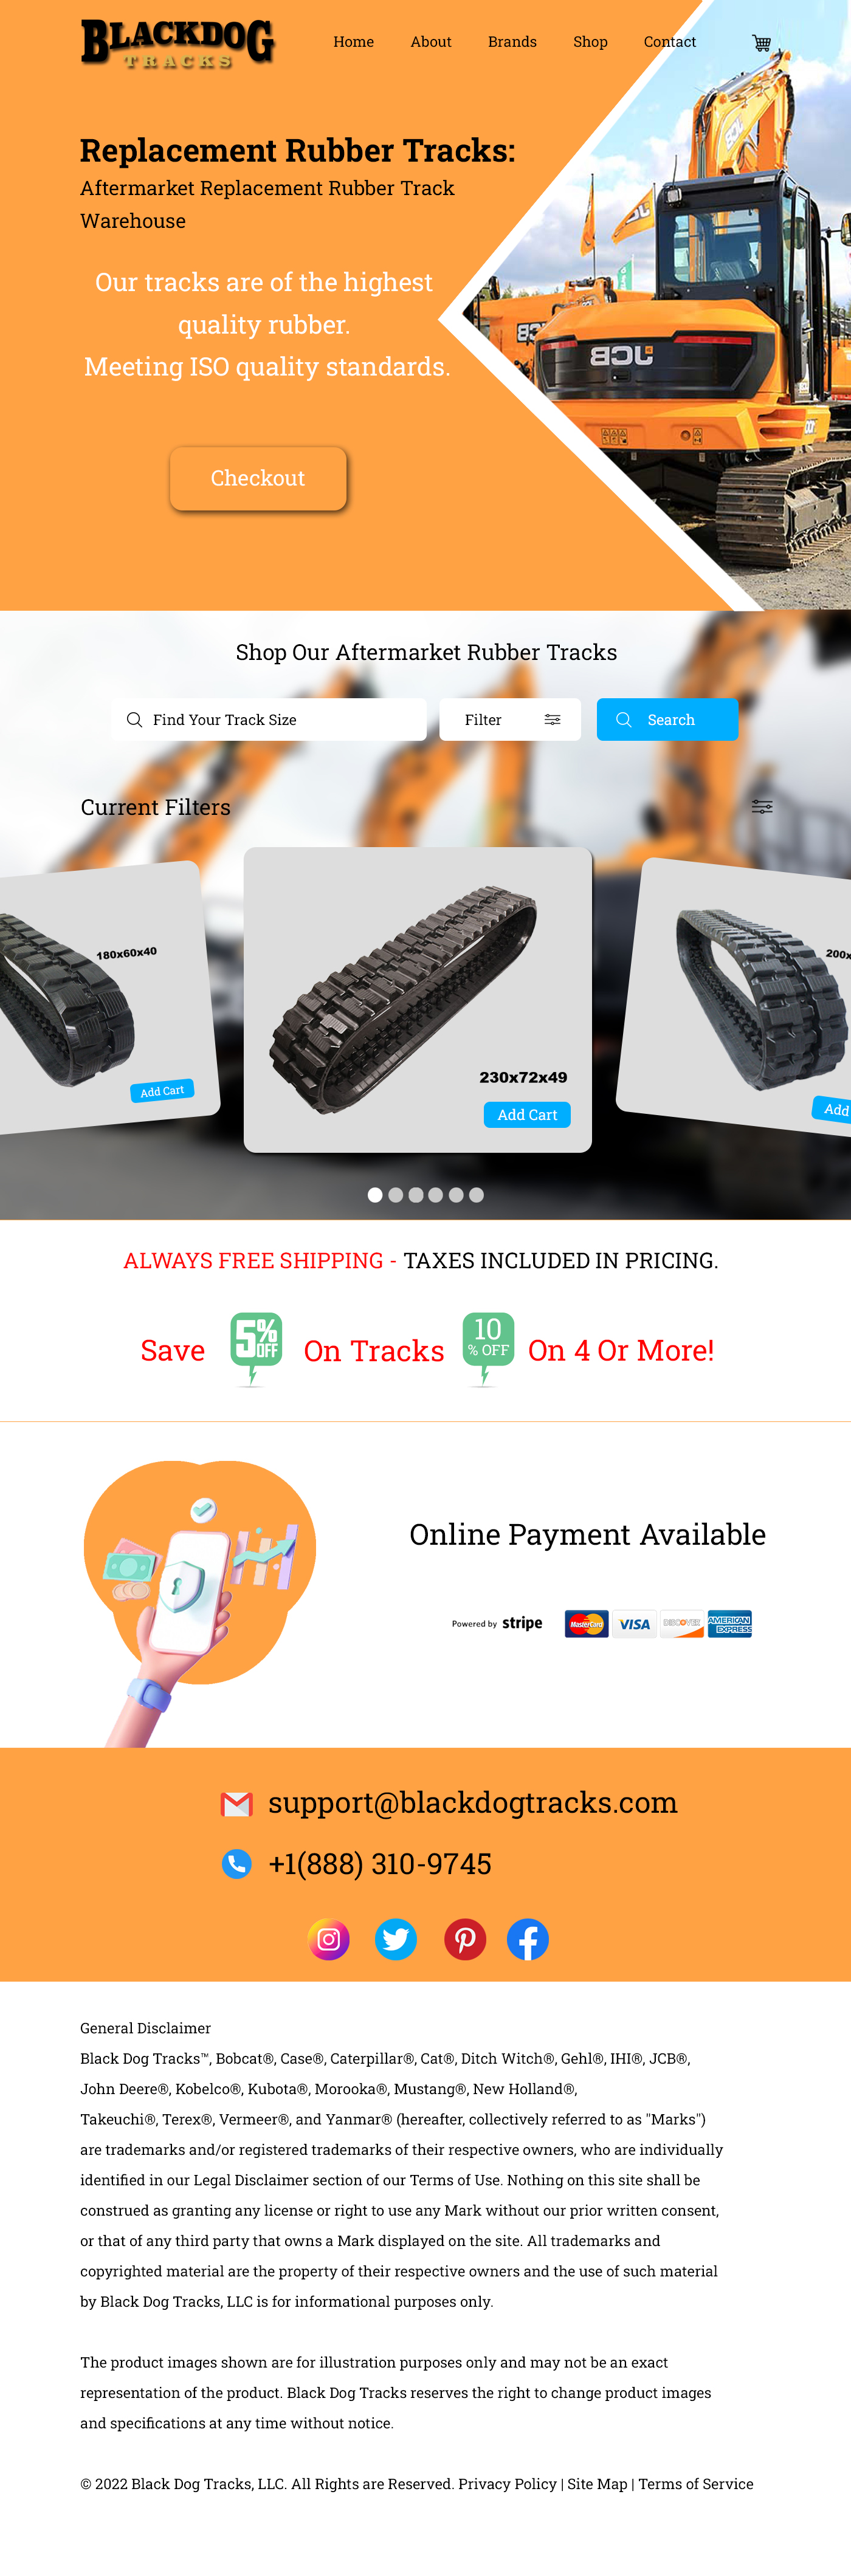 BLACKDOG
TRACKS
Home About Brands Shop Contact
Replacement Rubber Tracks:
Aftermarket Replacement Rubber Track
Warehouse
Our tracks are of the highest
quality rubber.
Meeting ISO quality standards.
JCB
Checkout
Shop Our Aftermarket Rubber Tracks
Find Your Track Size
Filter
Search
Current Filters
180x60x40
Add Cart
230x72x49
Add Cart
200x
Add
ALWAYS FREE SHIPPING - TAXES INCLUDED IN PRICING.
Save 5% OFF On Tracks 10 % OFF On 4 Or More!
Online Payment Available
Powered by stripe MasterCard VISA DISCOVER AMERICAN EXPRESS
support@blackdogtracks.com
+1(888) 310-9745
General Disclaimer
Black Dog Tracks™, Bobcat®, Case®, Caterpillar®, Cat®, Ditch Witch®, Gehl®, IHI®, JCB®,
John Deere®, Kobelco®, Kubota®, Morooka®, Mustang®, New Holland®,
Takeuchi®, Terex®, Vermeer®, and Yanmar® (hereafter, collectively referred to as "Marks")
are trademarks and/or registered trademarks of their respective owners, who are individually
identified in our Legal Disclaimer section of our Terms of Use. Nothing on this site shall be
construed as granting any license or right to use any Mark without our prior written consent,
or that of any third party that owns a Mark displayed on the site. All trademarks and
copyrighted material are the property of their respective owners and the use of such material
by Black Dog Tracks, LLC is for informational purposes only.
The product images shown are for illustration purposes only and may not be an exact
representation of the product. Black Dog Tracks reserves the right to change product images
and specifications at any time without notice.
© 2022 Black Dog Tracks, LLC. All Rights are Reserved. Privacy Policy | Site Map | Terms of Service